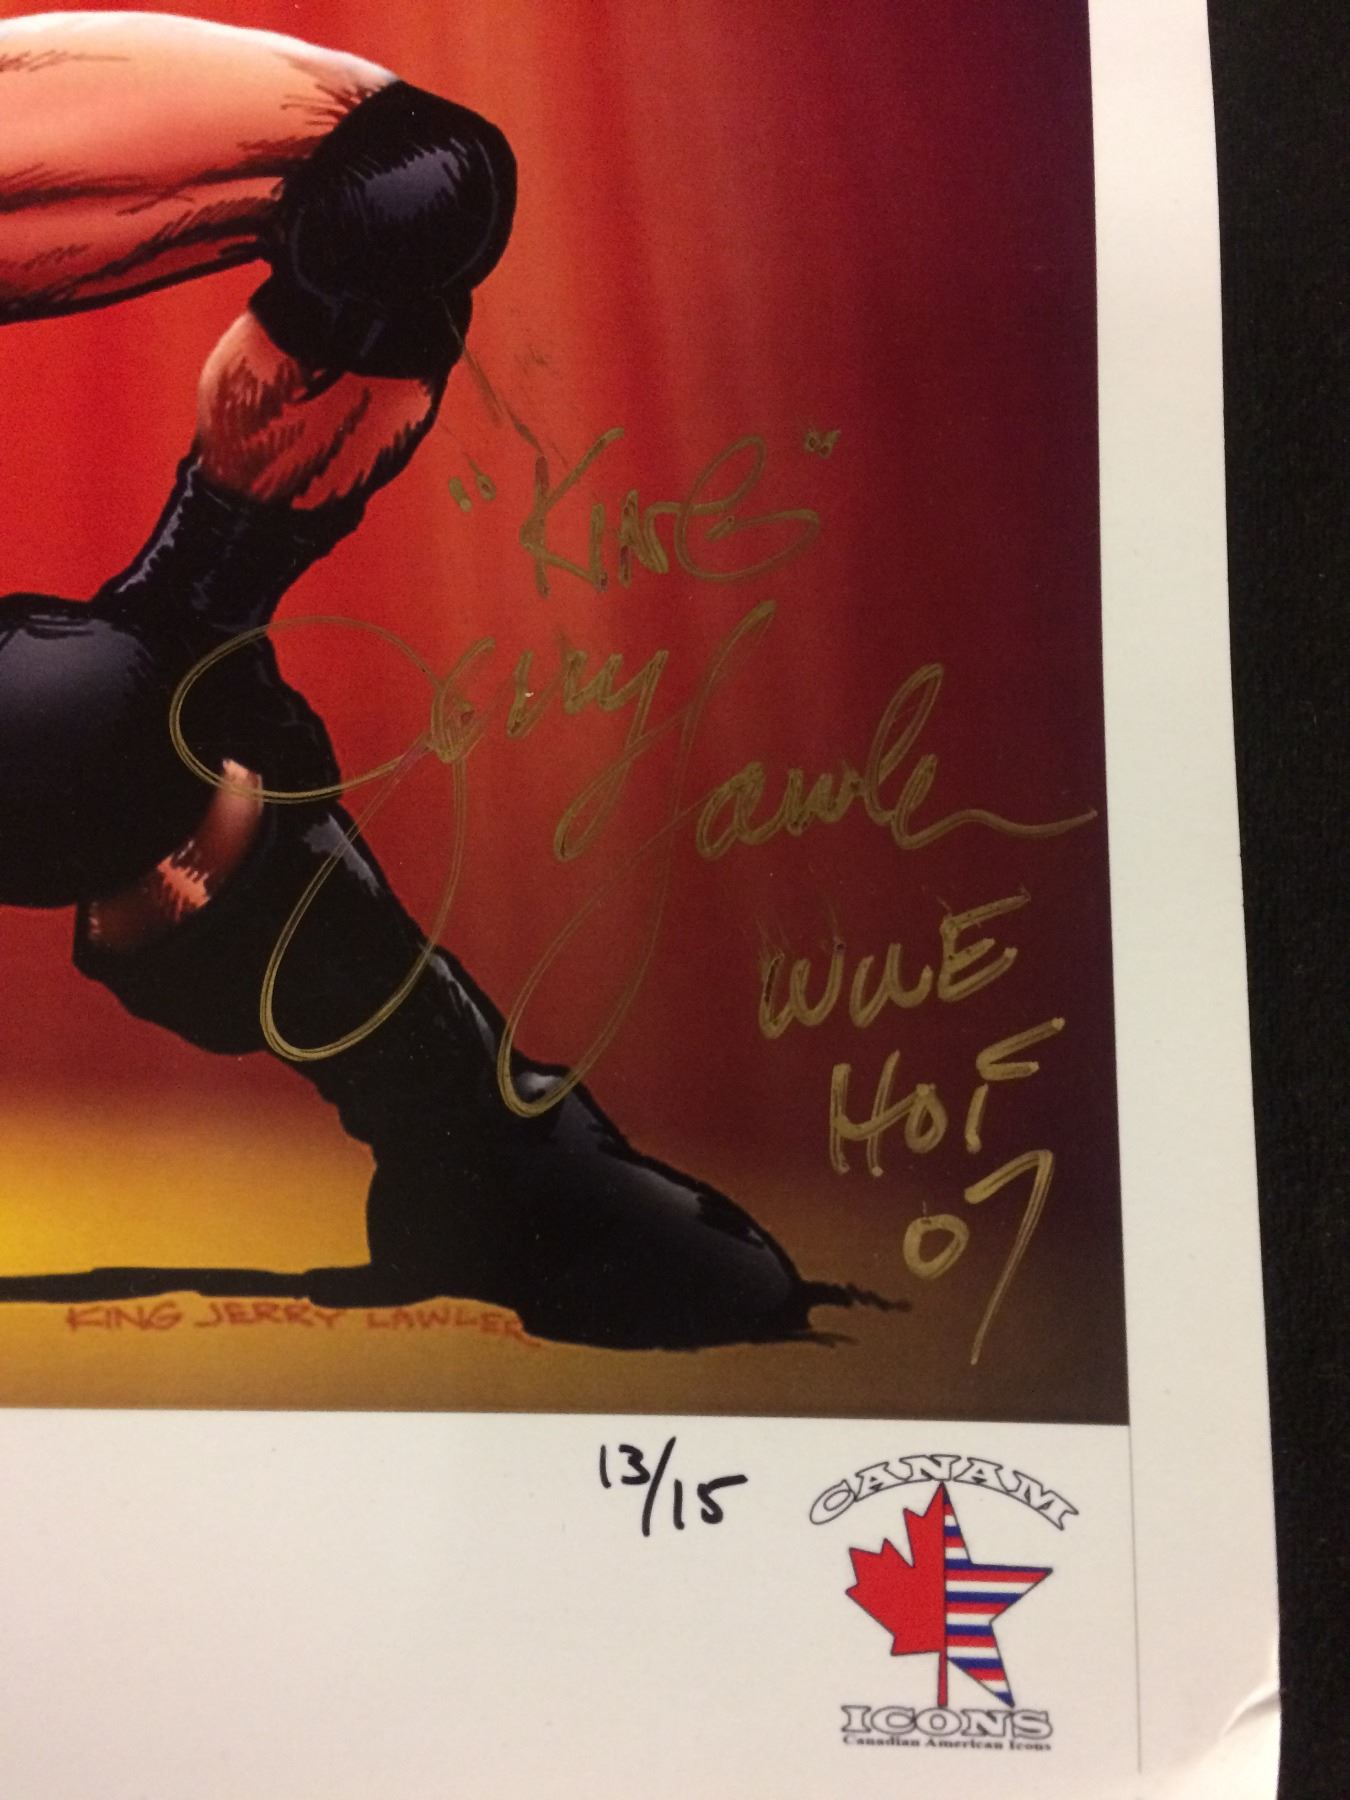 "KING"
Jerry Lawler
WWE
HOF
07
KING JERRY LAWLER
13/15
CANAM
ICONS
Canadian American Icons